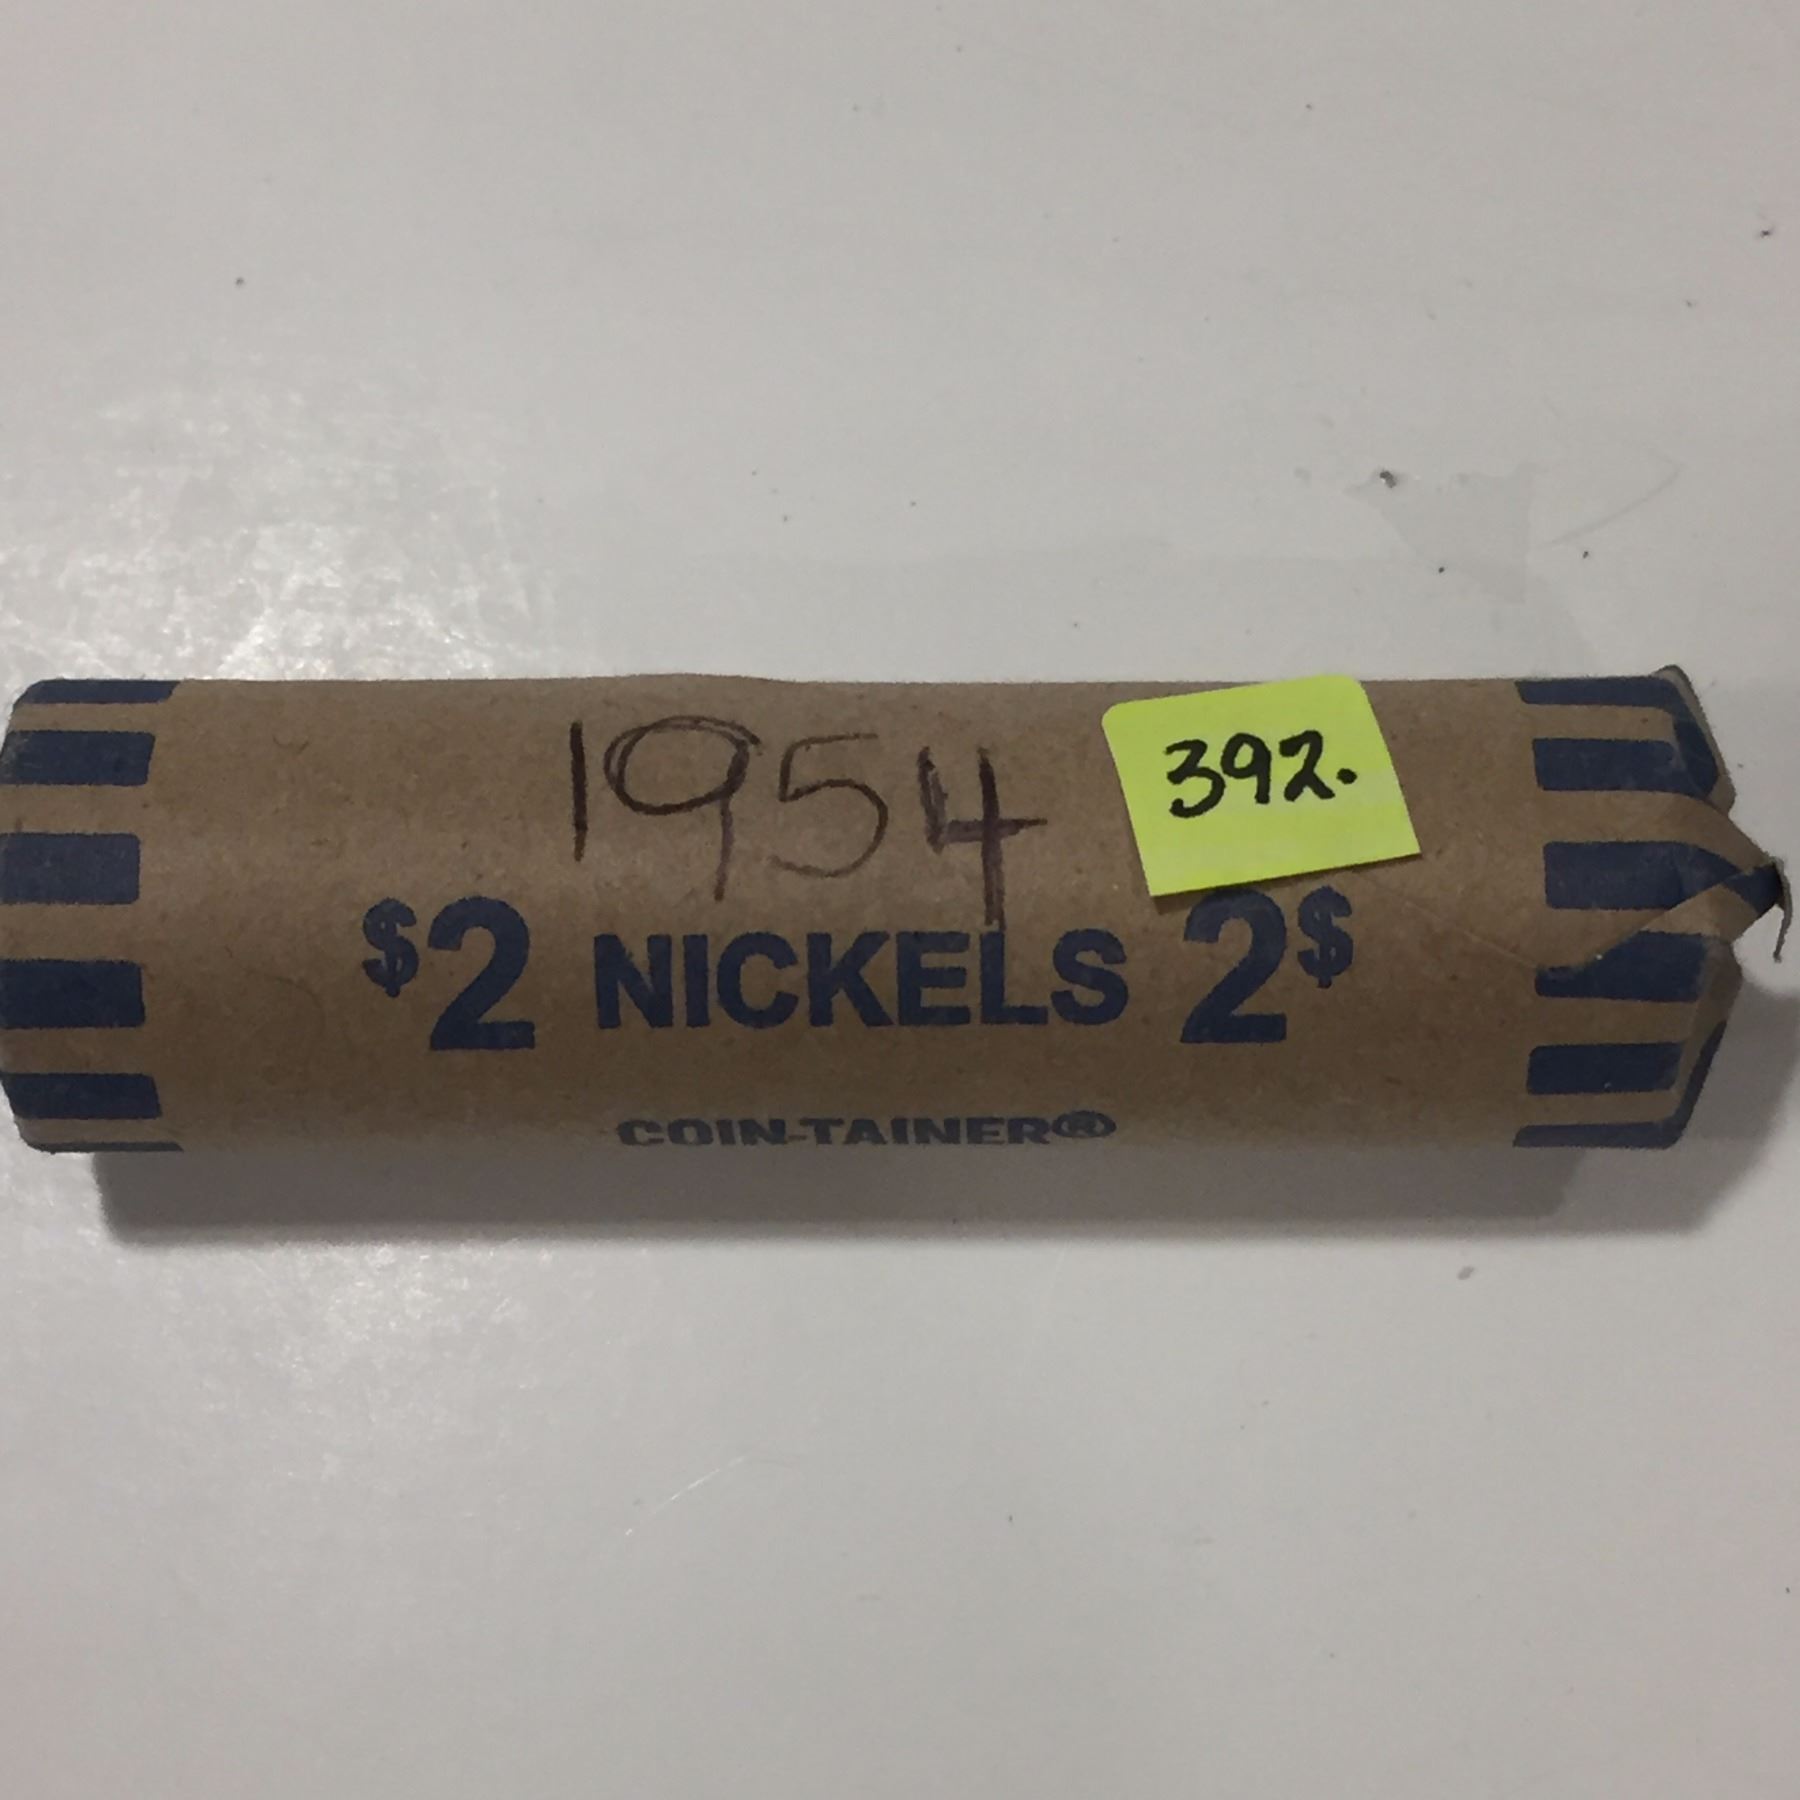 1954
392.
$2 NICKELS 2$
COIN-TAINER®